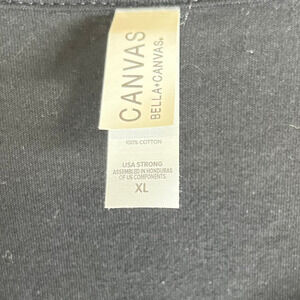 CANVAS
BELLA+CANVAS®
100% COTTON
USA STRONG
ASSEMBLED IN HONDURAS
OF US COMPONENTS
XL